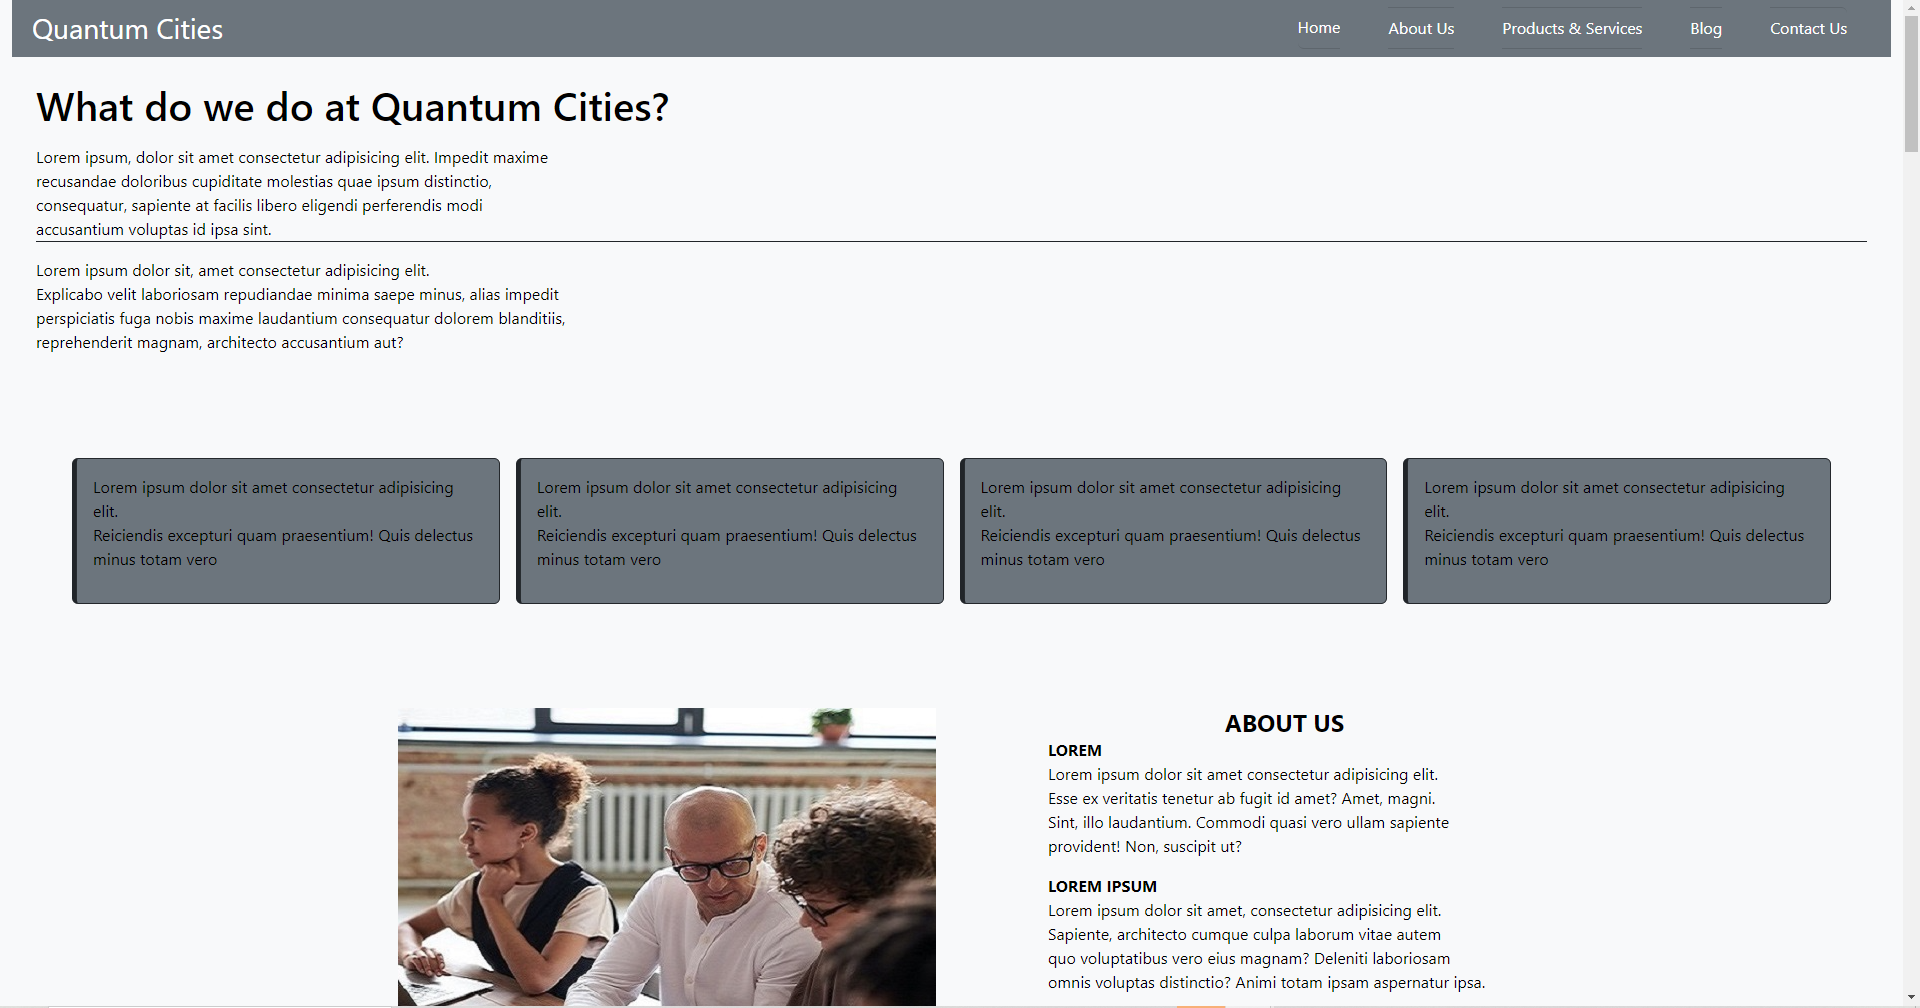 Quantum Cities
Home
About Us
Products & Services
Blog
Contact Us
What do we do at Quantum Cities?
Lorem ipsum, dolor sit amet consectetur adipisicing elit. Impedit maxime
recusandae doloribus cupiditate molestias quae ipsum distinctio,
consequatur, sapiente at facilis libero eligendi perferendis modi
accusantium voluptas id ipsa sint.
Lorem ipsum dolor sit, amet consectetur adipisicing elit.
Explicabo velit laboriosam repudiandae minima saepe minus, alias impedit
perspiciatis fuga nobis maxime laudantium consequatur dolorem blanditiis,
reprehenderit magnam, architecto accusantium aut?
Lorem ipsum dolor sit amet consectetur adipisicing
elit.
Reiciendis excepturi quam praesentium! Quis delectus
minus totam vero
Lorem ipsum dolor sit amet consectetur adipisicing
elit.
Reiciendis excepturi quam praesentium! Quis delectus
minus totam vero
Lorem ipsum dolor sit amet consectetur adipisicing
elit.
Reiciendis excepturi quam praesentium! Quis delectus
minus totam vero
Lorem ipsum dolor sit amet consectetur adipisicing
elit.
Reiciendis excepturi quam praesentium! Quis delectus
minus totam vero
ABOUT US
LOREM
Lorem ipsum dolor sit amet consectetur adipisicing elit.
Esse ex veritatis tenetur ab fugit id amet? Amet, magni.
Sint, illo laudantium. Commodi quasi vero ullam sapiente
provident! Non, suscipit ut?
LOREM IPSUM
Lorem ipsum dolor sit amet, consectetur adipisicing elit.
Sapiente, architecto cumque culpa laborum vitae autem
quo voluptatibus vero eius magnam? Deleniti laboriosam
omnis voluptas distinctio? Animi totam ipsam aspernatur ipsa.